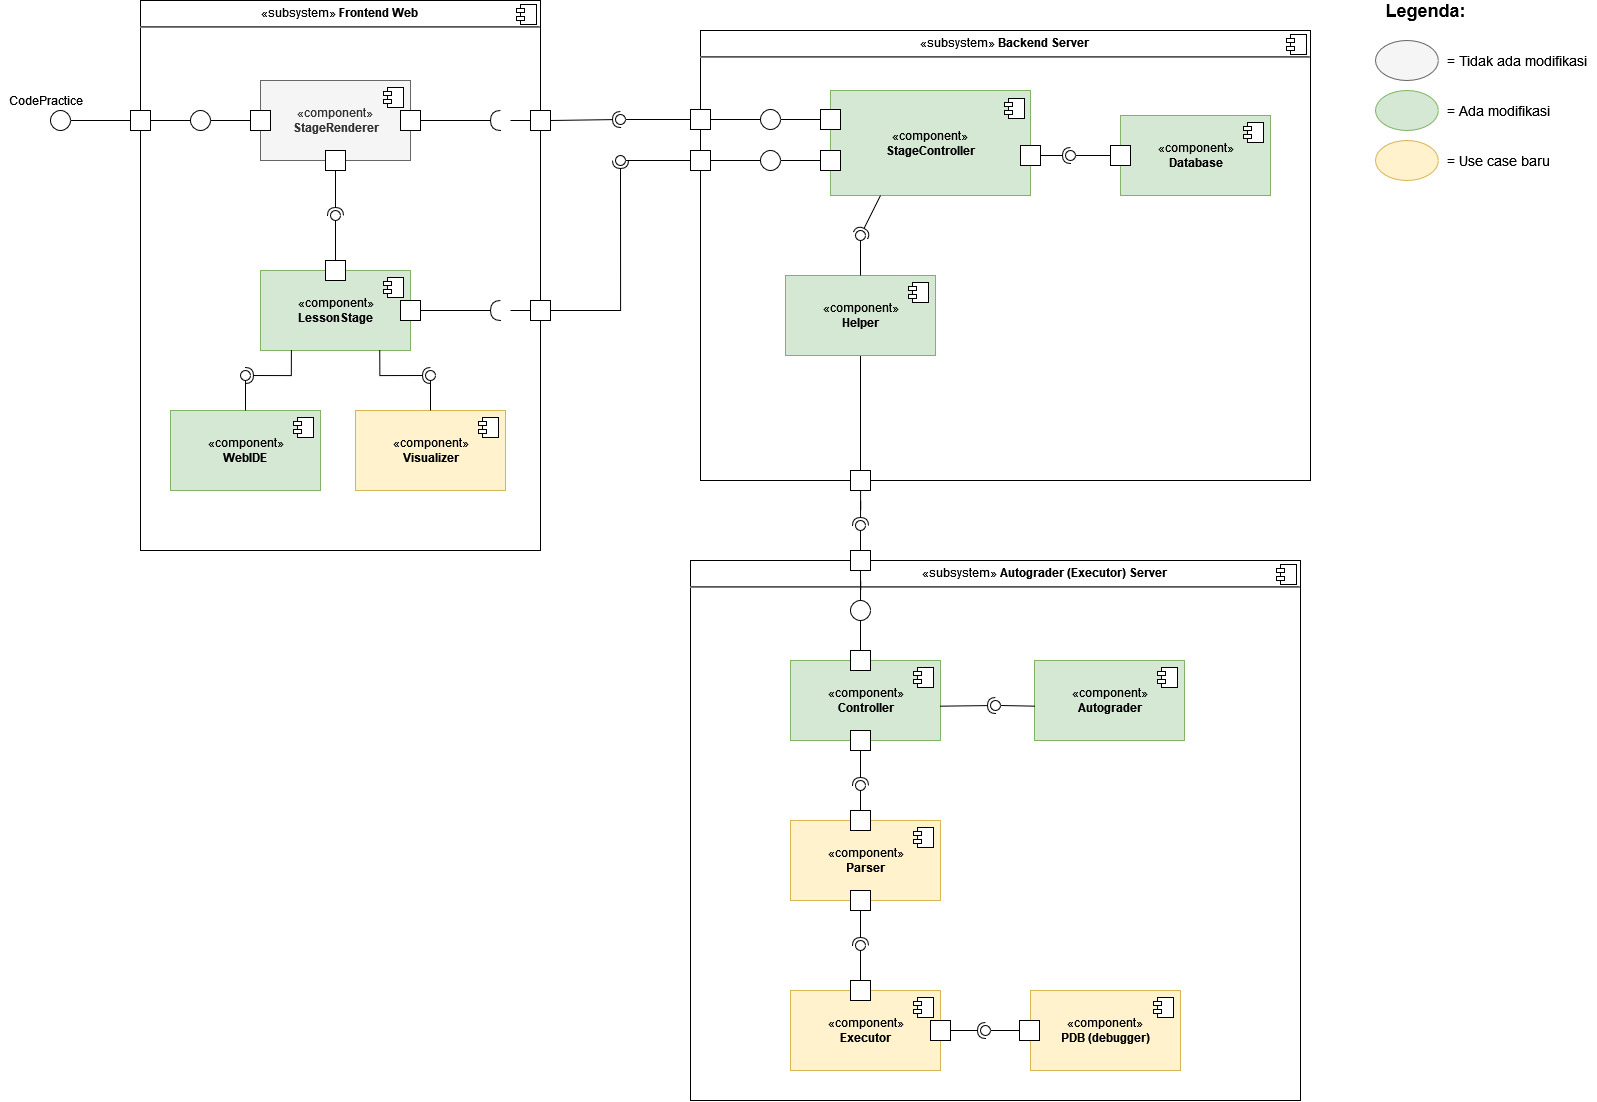 «subsystem» Frontend Web
CodePractice
«component»
StageRenderer
«component»
LessonStage
«component»
WebIDE
«component»
Visualizer
«subsystem» Backend Server
«component»
StageController
«component»
Database
«component»
Helper
«subsystem» Autograder (Executor) Server
«component»
Controller
«component»
Autograder
«component»
Parser
«component»
Executor
«component»
PDB (debugger)
Legenda:
= Tidak ada modifikasi
= Ada modifikasi
= Use case baru